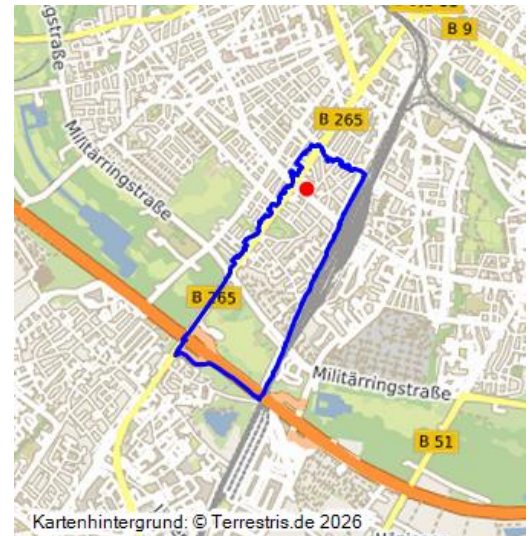 B 9
B 265
Militärringstraße
B 265
Militärringstraße
B 51
Kartenhintergrund: © Terrestris.de 2026